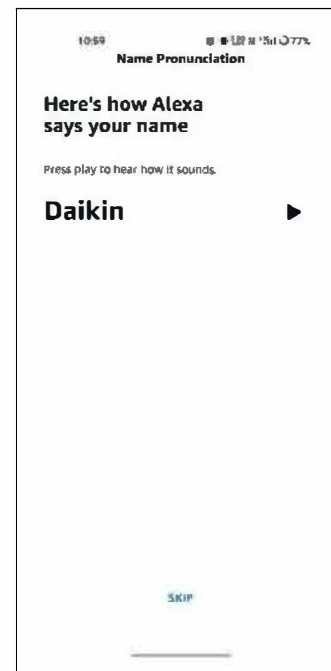 10:59 77%
Name Pronunciation
Here's how Alexa
says your name
Press play to hear how it sounds.
Daikin
SKIP